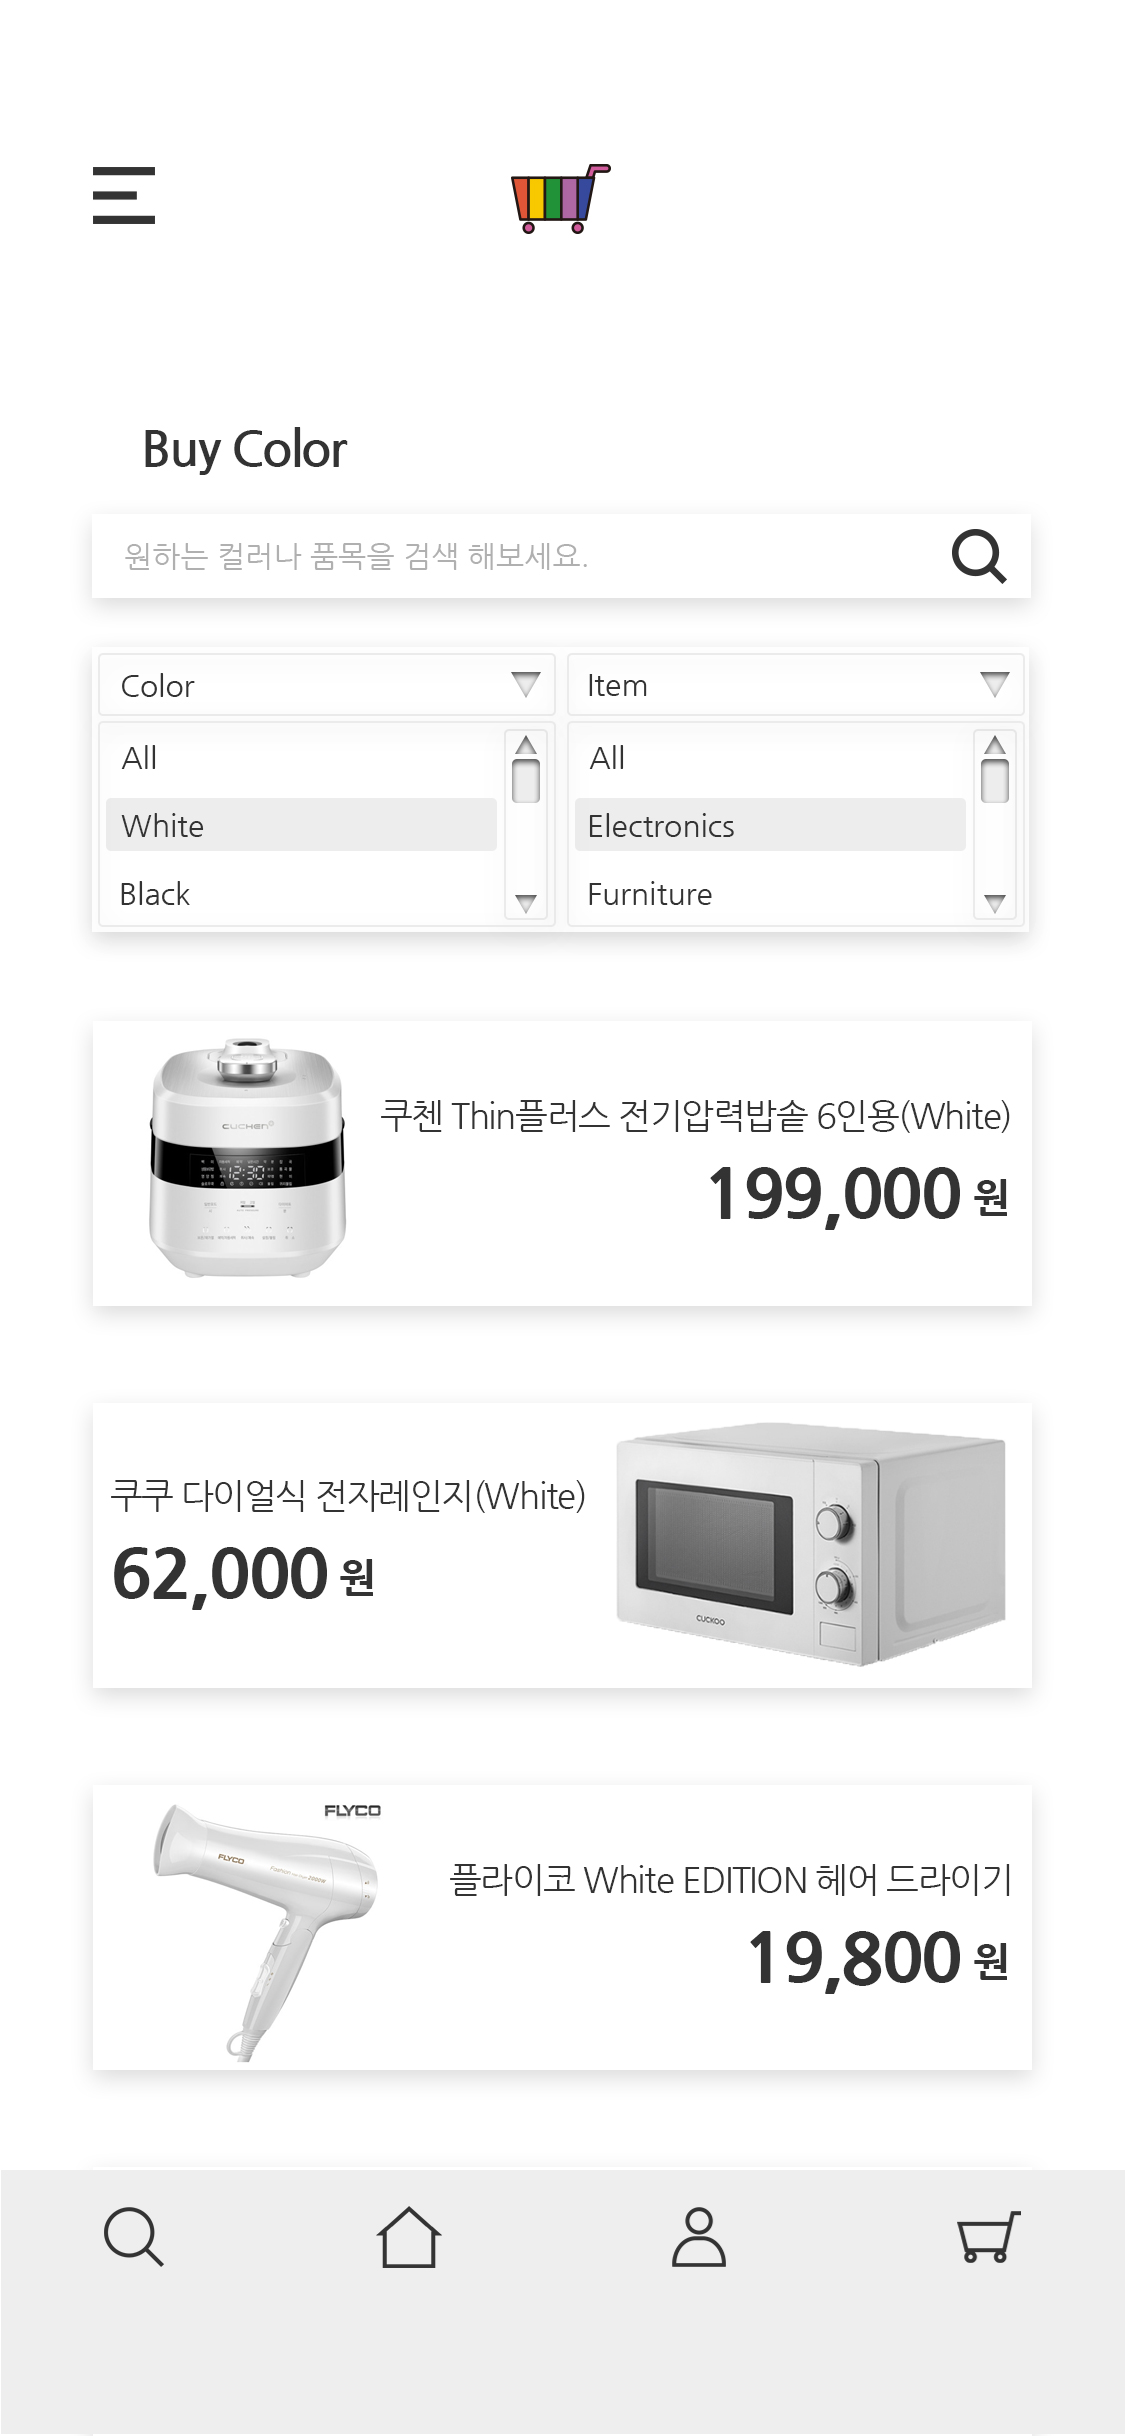 Buy Color
원하는 컬러나 품목을 검색 해보세요.
Color
Item
All
White
Black
All
Electronics
Furniture
CUCHEN
12:30
쿠첸 Thin플러스 전기압력밥솥 6인용(White)
199,000 원
쿠쿠 다이얼식 전자레인지(White)
62,000 원
CUCKOO
FLYCO
FLYCO
플라이코 White EDITION 헤어 드라이기
19,800 원